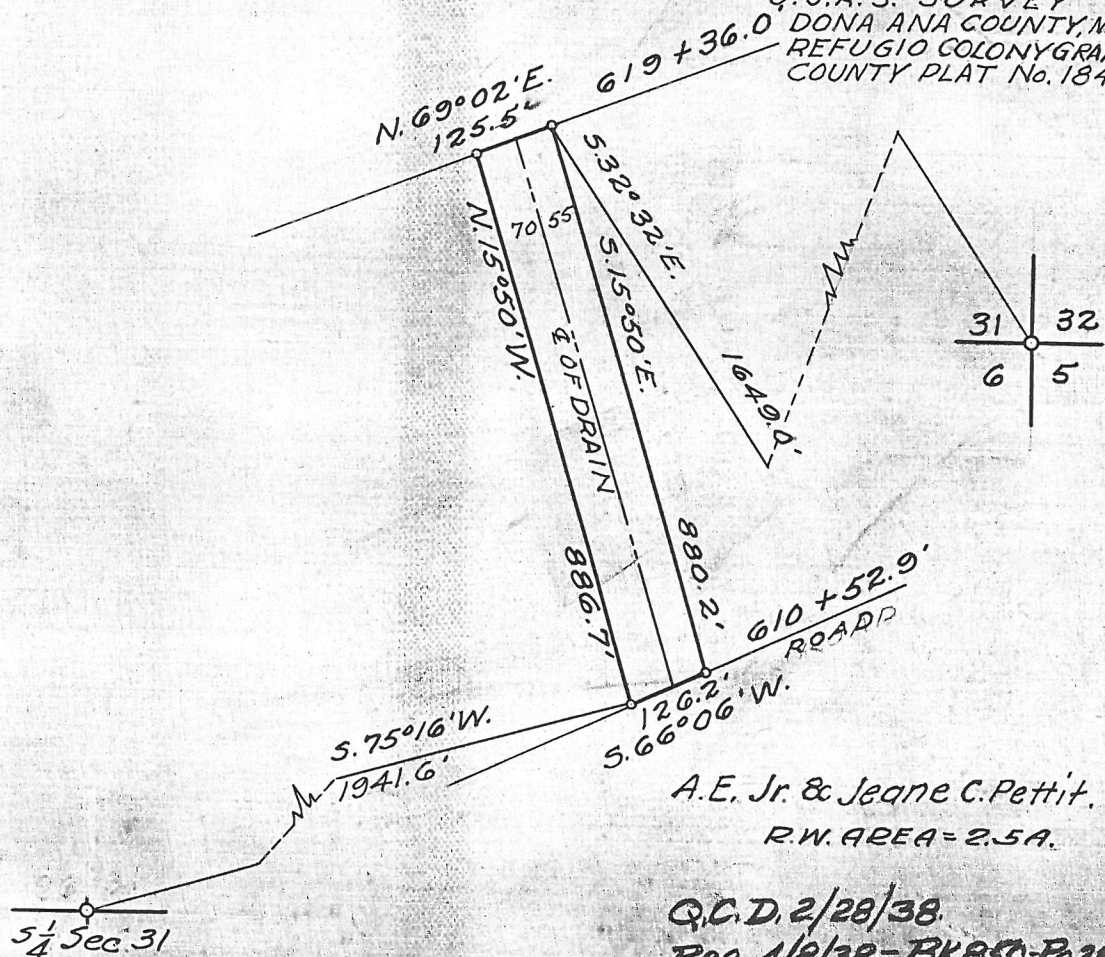 SURVEY
DONA ANA COUNTY,
REFUGIO COLONY GRA
COUNTY PLAT No. 184
619 + 36.0
N. 69°02'E.
125.5'
S. 32°32'E.
1649.0'
N. 15°50'W.
886.7'
70 55
S. 15°50'E.
880.2'
℄ OF DRAIN
31 32
6 5
610 + 52.9'
ROAD
126.2'
S. 66°06'W.
S. 75°16'W.
1941.6'
S 1/4 Sec. 31
A.E. Jr. & Jeane C. Pettit.
R.W. AREA = 2.5A.
Q.C.D. 2/28/38.